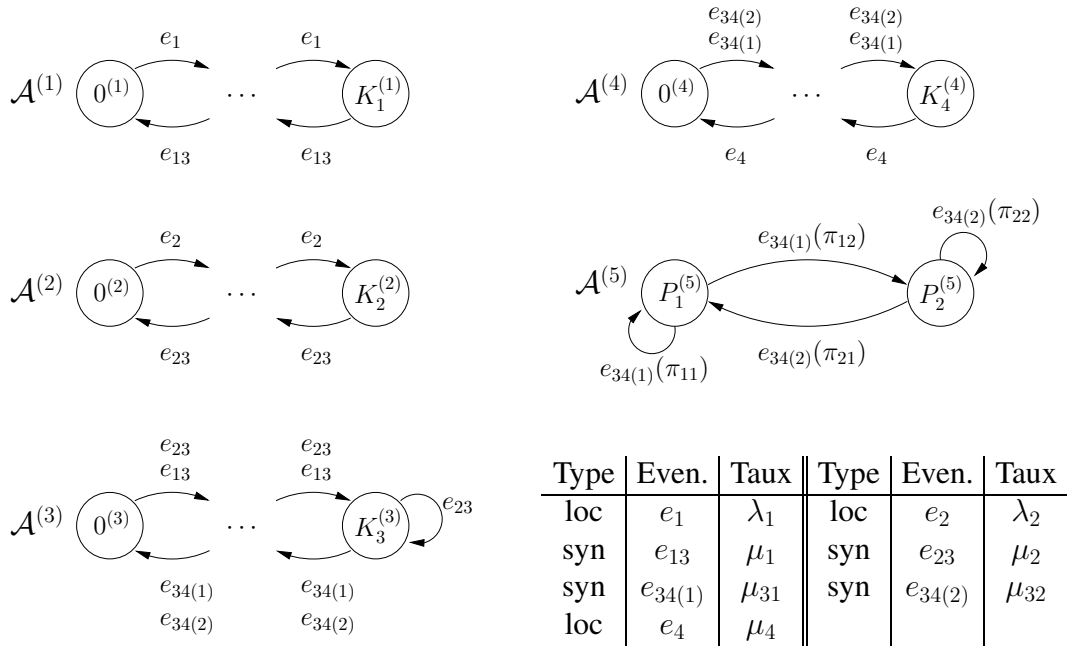 e_1 e_1
𝒜^(1) 0^(1) ⋯ K_1^(1)
e_13 e_13
e_34(2) e_34(2)
e_34(1) e_34(1)
𝒜^(4) 0^(4) ⋯ K_4^(4)
e_4 e_4
e_2 e_2
𝒜^(2) 0^(2) ⋯ K_2^(2)
e_23 e_23
e_34(2)(π_22)
e_34(1)(π_12)
𝒜^(5) P_1^(5) P_2^(5)
e_34(2)(π_21)
e_34(1)(π_11)
e_23 e_23
e_13 e_13
𝒜^(3) 0^(3) ⋯ K_3^(3) e_23
e_34(1) e_34(1)
e_34(2) e_34(2)
Type Even. Taux Type Even. Taux
loc e_1 λ_1 loc e_2 λ_2
syn e_13 μ_1 syn e_23 μ_2
syn e_34(1) μ_31 syn e_34(2) μ_32
loc e_4 μ_4